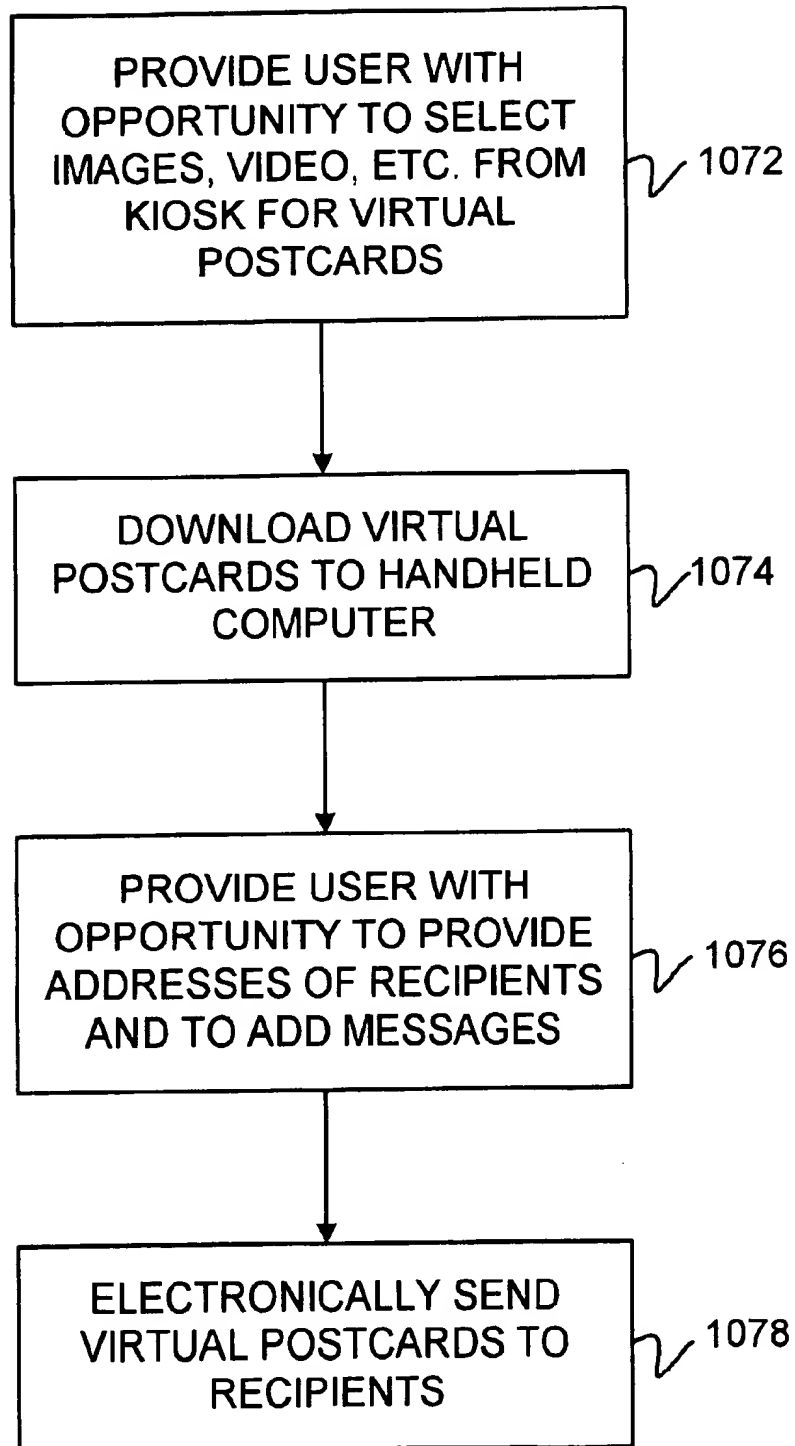 PROVIDE USER WITH
OPPORTUNITY TO SELECT
IMAGES, VIDEO, ETC. FROM
KIOSK FOR VIRTUAL
POSTCARDS
1072
DOWNLOAD VIRTUAL
POSTCARDS TO HANDHELD
COMPUTER
1074
PROVIDE USER WITH
OPPORTUNITY TO PROVIDE
ADDRESSES OF RECIPIENTS
AND TO ADD MESSAGES
1076
ELECTRONICALLY SEND
VIRTUAL POSTCARDS TO
RECIPIENTS
1078